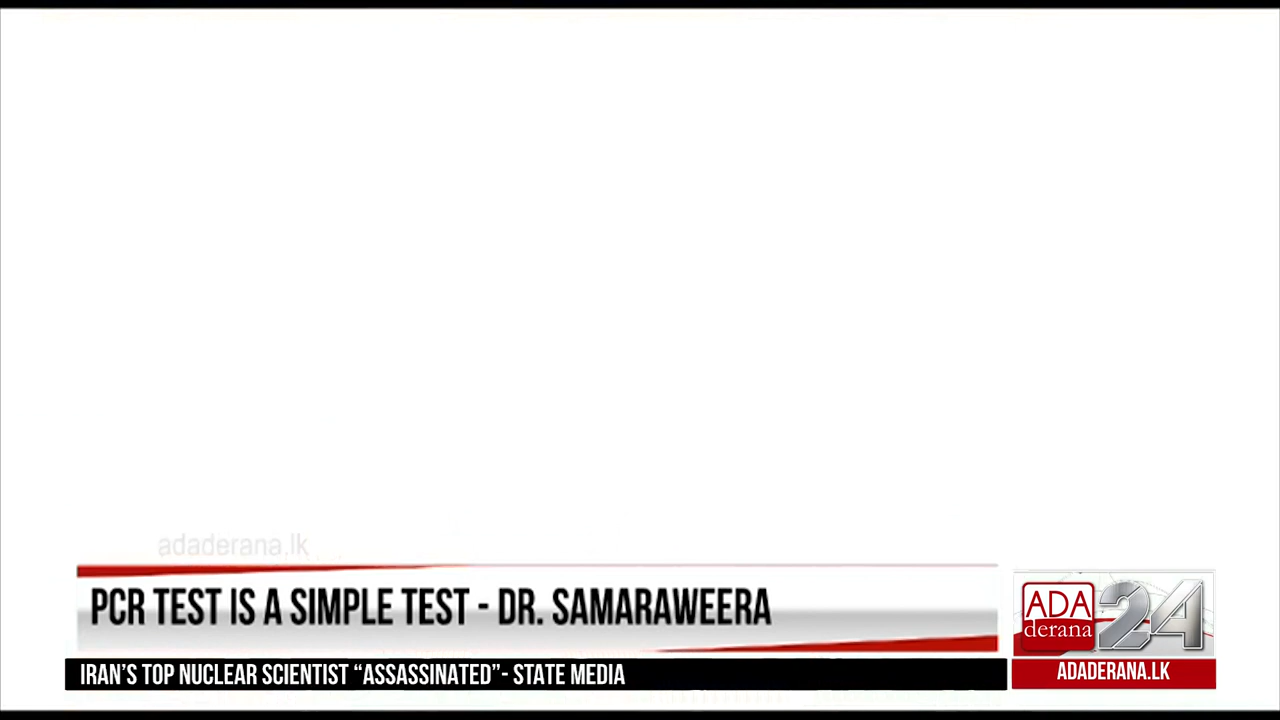 adaderana.lk
PCR TEST IS A SIMPLE TEST - DR. SAMARAWEERA
ADA
derana
24
IRAN'S TOP NUCLEAR SCIENTIST “ASSASSINATED”- STATE MEDIA
ADADERANA.LK